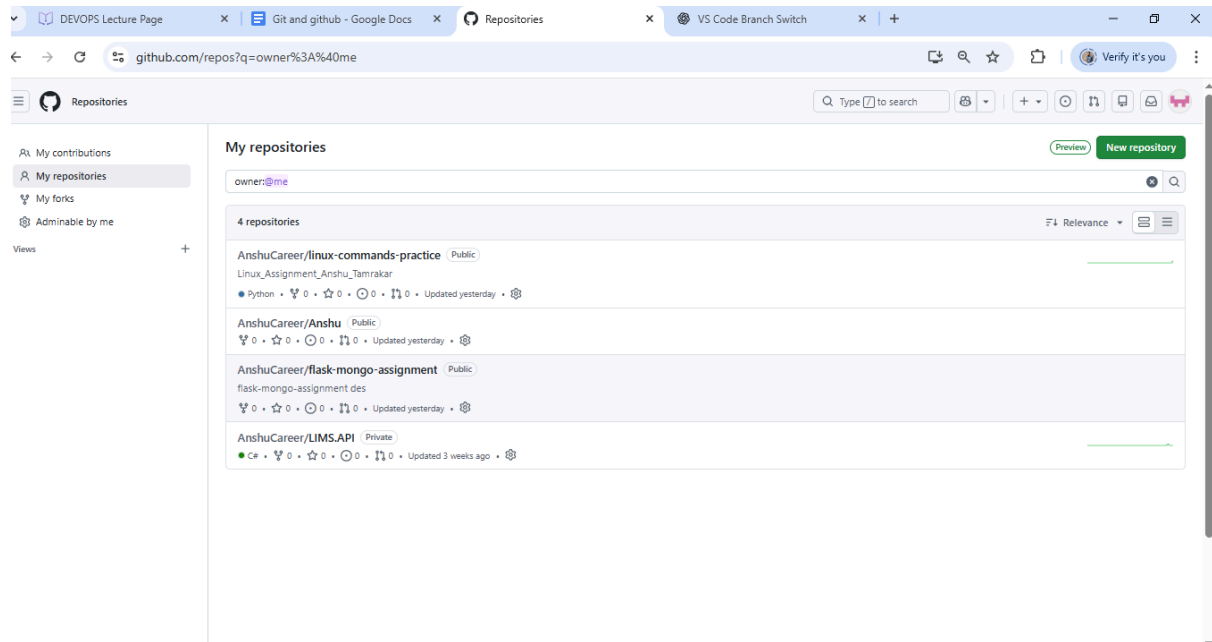 DEVOPS Lecture Page
Git and github - Google Docs
Repositories
VS Code Branch Switch
github.com/repos?q=owner%3A%40me
Verify it's you
Repositories
Type / to search
My contributions
My repositories
My forks
Adminable by me
Views
My repositories
Preview
New repository
owner:@me
4 repositories
Relevance
AnshuCareer/linux-commands-practice Public
Linux_Assignment_Anshu_Tamrakar
Python • 0 • 0 • 0 • 0 • Updated yesterday •
AnshuCareer/Anshu Public
0 • 0 • 0 • 0 • Updated yesterday •
AnshuCareer/flask-mongo-assignment Public
flask-mongo-assignment des
0 • 0 • 0 • 0 • Updated yesterday •
AnshuCareer/LIMS.API Private
C# • 0 • 0 • 0 • 0 • Updated 3 weeks ago •